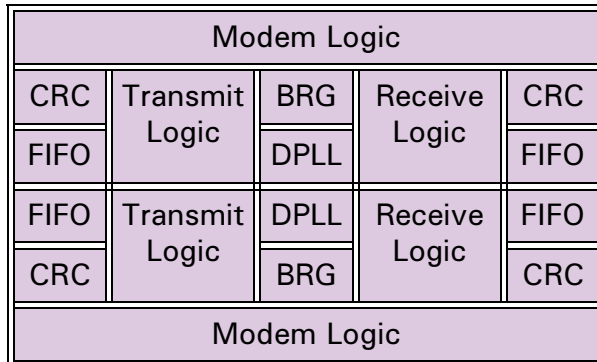 Modem Logic
CRC Transmit BRG Receive CRC
Logic Logic
FIFO DPLL FIFO
FIFO Transmit DPLL Receive FIFO
Logic Logic
CRC BRG CRC
Modem Logic